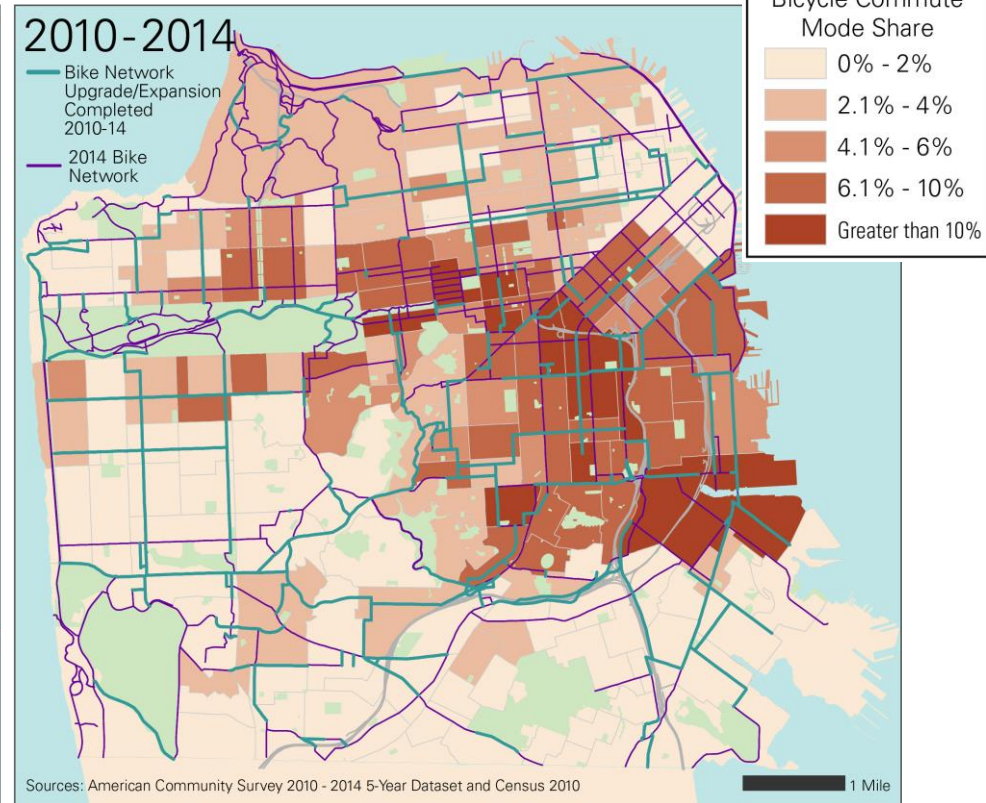 2010-2014
Bike Network
Upgrade/Expansion
Completed
2010-14
2014 Bike
Network
Bicycle Commute
Mode Share
0% - 2%
2.1% - 4%
4.1% - 6%
6.1% - 10%
Greater than 10%
Sources: American Community Survey 2010 - 2014 5-Year Dataset and Census 2010
1 Mile